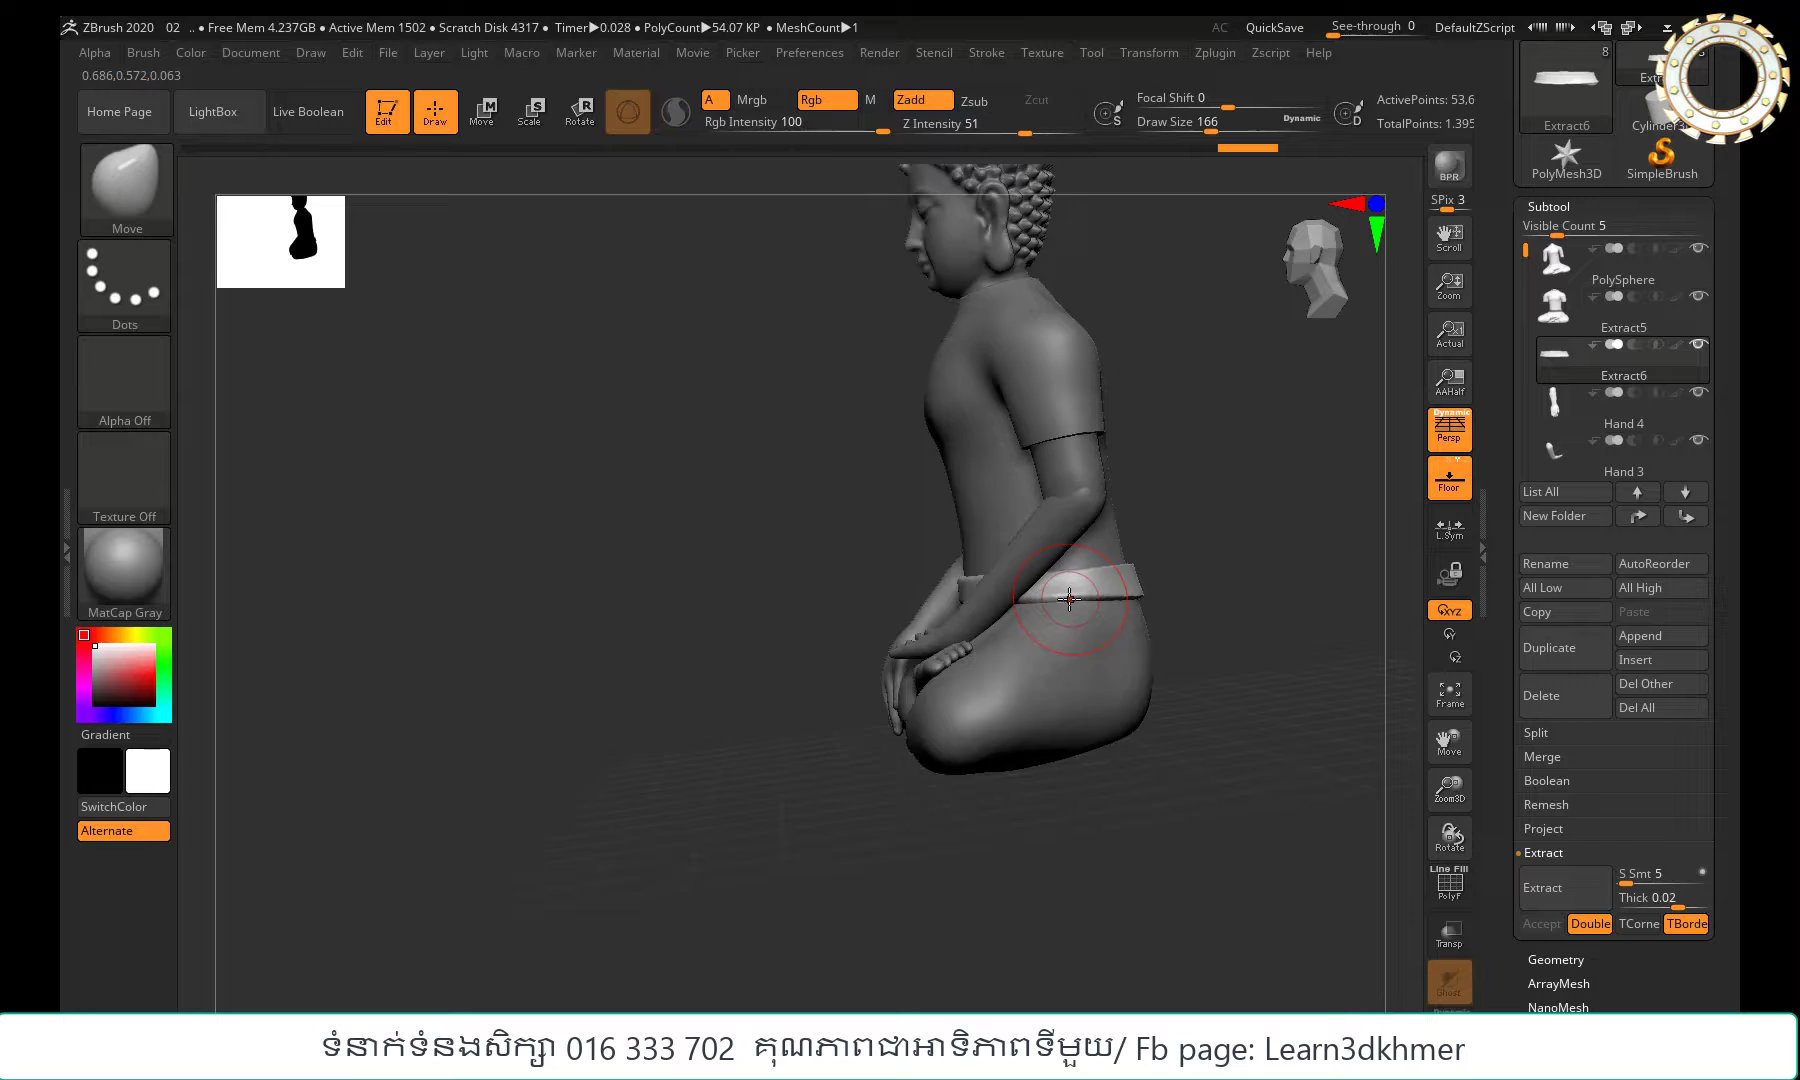 ZBrush 2020 02 .. ● Free Mem 4.237GB ● Active Mem 1502 ● Scratch Disk 4317 ● Timer▶0.028 ● PolyCount▶54.07 KP ● MeshCount▶1 AC QuickSave See-through 0 DefaultZScript
Alpha Brush Color Document Draw Edit File Layer Light Macro Marker Material Movie Picker Preferences Render Stencil Stroke Texture Tool Transform Zplugin Zscript Help
0.686,0.572,0.063
Home Page LightBox Live Boolean Edit Draw Move Scale Rotate
M S R
A Mrgb Rgb M Zadd Zsub Zcut
Rgb Intensity 100 Z Intensity 51
S Focal Shift 0
Draw Size 166 Dynamic D
ActivePoints: 53,6
TotalPoints: 1.395
8
Extract6
Extr
PolyMesh3D SimpleBrush
Move
Dots
Alpha Off
Texture Off
MatCap Gray
Gradient
SwitchColor
Alternate
BPR
SPix 3
Scroll
Zoom
Actual
AAHalf
Dynamic
Persp
Floor
L.Sym
XYZ
Y
Z
Frame
Move
Zoom3D
Rotate
Line Fill
PolyF
Transp
Ghost
Subtool
Visible Count 5
PolySphere
Extract5
Extract6
Hand 4
Hand 3
List All
New Folder
Rename AutoReorder
All Low All High
Copy Paste
Duplicate Append
Insert
Delete Del Other
Del All
Split
Merge
Boolean
Remesh
Project
Extract
Extract S Smt 5
Thick 0.02
Accept Double TCorne TBorde
Geometry
ArrayMesh
NanoMesh
ទំនាក់ទំនងសិក្សា 016 333 702 គុណភាពជាអាទិភាពទីមួយ/ Fb page: Learn3dkhmer